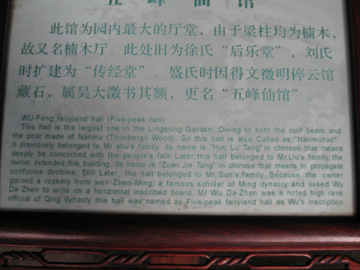 五峰仙馆
此馆为园内最大的厅堂，由于梁柱均为楠木，
故又名楠木厅。此处旧为徐氏“后乐堂”，刘氏
时扩建为“传经堂”　盛氏时因得文徵明停云馆
藏石，属吴大澂书其额，更名“五峰仙馆”
WU-Feng fairyland hall (Five-peak hall)
This hall is the largest one in the Lingering Garden. Owing to both the roof beam and
the post made of Nanmu (Thunbergs Wood). So this hall is also Called as "Nanmuhall".
It previously belonged to Mr shu's family, its name is "Hou Lu Tang" in chinese that means
deeply be concerned with the people's fate. Later this hall belonged to Mr.Liu's family, the
owner extended this building. Its name is "Zuan Jin Tang" in chinese that means to propagate
confucius doctrine. Still Later, the hall belonged to Mr. Sun's family. Because the owner
gained a rockery from wen Zhen-Ming, a famous scholar of Ming dynasty and asked Wu
Da-Zhen to write on a horizontal inscribed board, Mr Wu Da-Zhen was a noted high rank
official of Qing dynasty this hall was named as Five-peak fairyland hall as Wu's inscription.